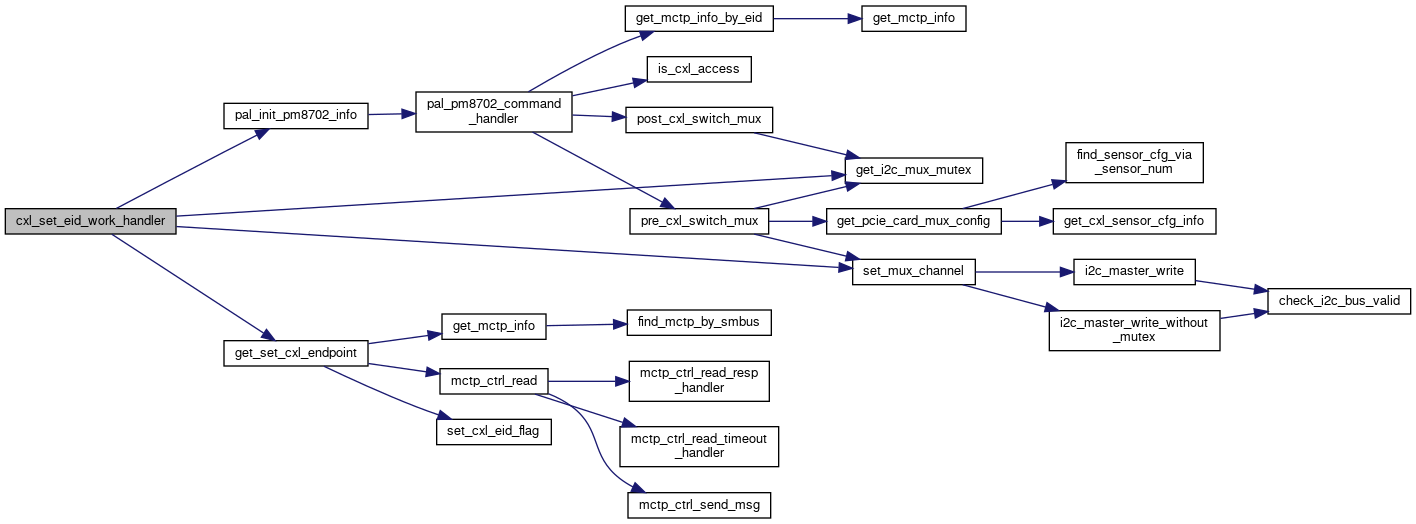 get_mctp_info_by_eid
get_mctp_info
is_cxl_access
pal_init_pm8702_info
pal_pm8702_command
_handler
post_cxl_switch_mux
get_i2c_mux_mutex
find_sensor_cfg_via
_sensor_num
cxl_set_eid_work_handler
pre_cxl_switch_mux
get_pcie_card_mux_config
get_cxl_sensor_cfg_info
set_mux_channel
i2c_master_write
check_i2c_bus_valid
i2c_master_write_without
_mutex
get_set_cxl_endpoint
get_mctp_info
find_mctp_by_smbus
mctp_ctrl_read
mctp_ctrl_read_resp
_handler
set_cxl_eid_flag
mctp_ctrl_read_timeout
_handler
mctp_ctrl_send_msg